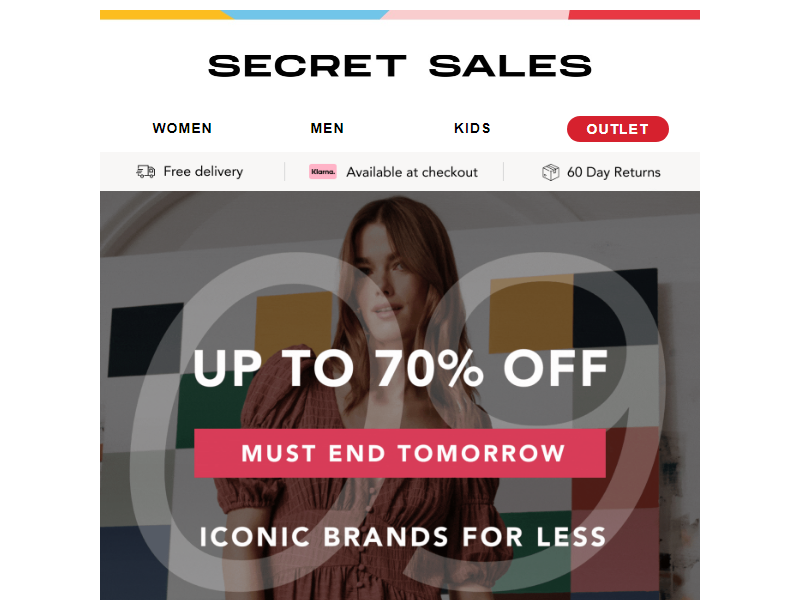 SECRET SALES
WOMEN MEN KIDS OUTLET
Free delivery Klarna. Available at checkout 60 Day Returns
09
UP TO 70% OFF
MUST END TOMORROW
ICONIC BRANDS FOR LESS